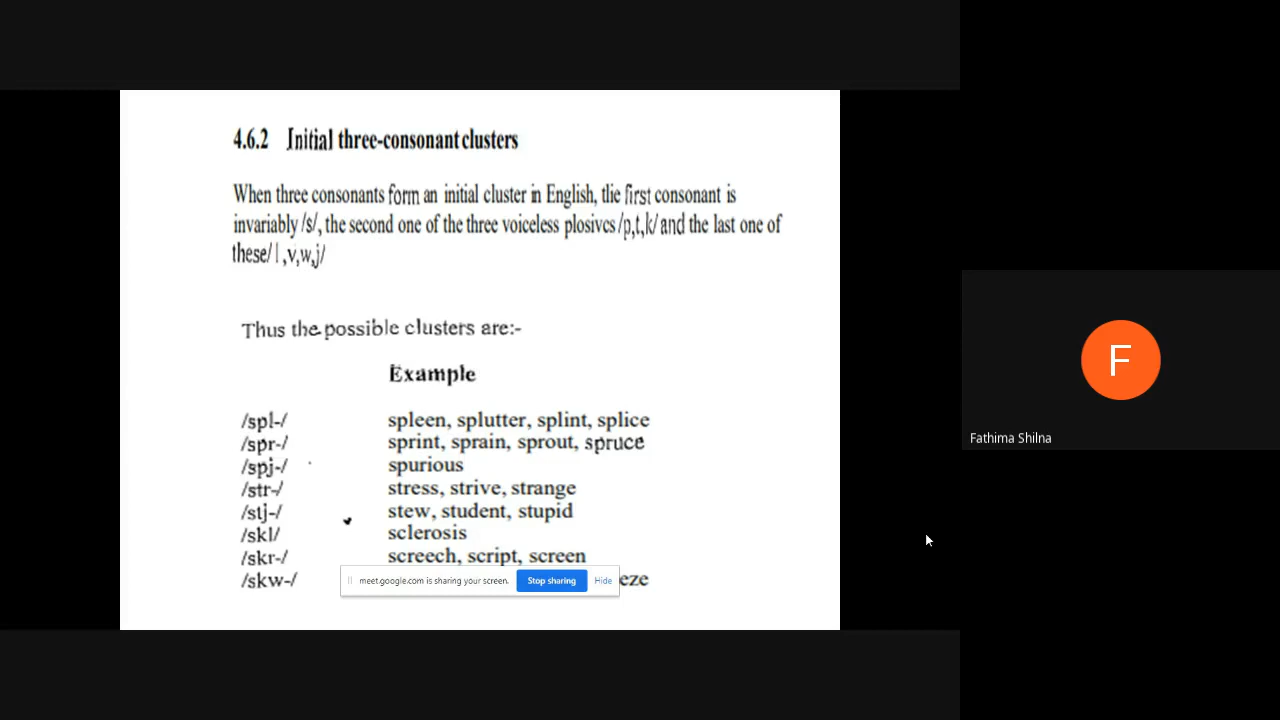 4.6.2 Initial three-consonant clusters
When three consonants form an initial cluster in English, tlie first consonant is
invariably /s/, the second one of the three voiceless plosivcs /p,t,k/ and the last one of
these/ l ,v,w,j/
Thus the possible clusters are:-
Example
/spl-/ spleen, splutter, splint, splice
/spr-/ sprint, sprain, sprout, spruce
/spj-/ spurious
/str-/ stress, strive, strange
/stj-/ stew, student, stupid
/skl/ sclerosis
/skr-/ screech, script, screen
/skw-/ eze
meet.google.com is sharing your screen. Stop sharing Hide
F
Fathima Shilna